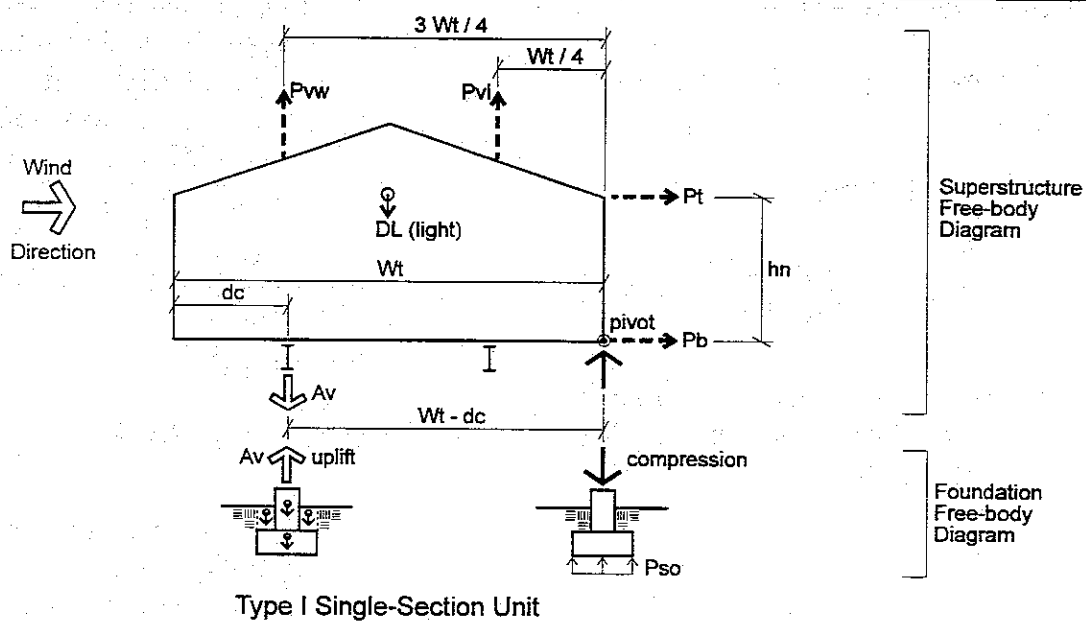 3 Wt / 4
Wt / 4
Pvw
Pvl
Wind
Direction
Pt
DL (light)
Superstructure
Free-body
Diagram
Wt
hn
dc
pivot
Pb
Av
Wt - dc
Av
uplift
compression
Foundation
Free-body
Diagram
Pso
Type I Single-Section Unit